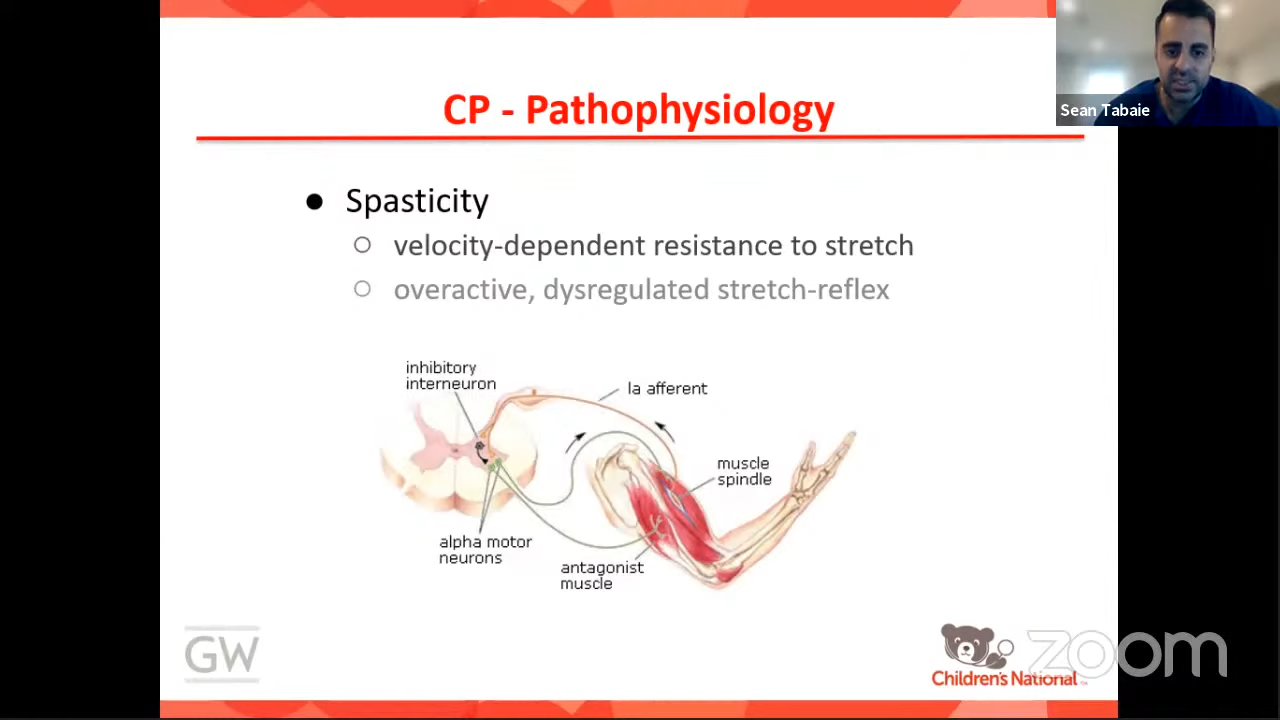 CP - Pathophysiology
Sean Tabaie
● Spasticity
○ velocity-dependent resistance to stretch
○ overactive, dysregulated stretch-reflex
inhibitory
interneuron
Ia afferent
muscle
spindle
alpha motor
neurons
antagonist
muscle
GW
Children's National™
zoom